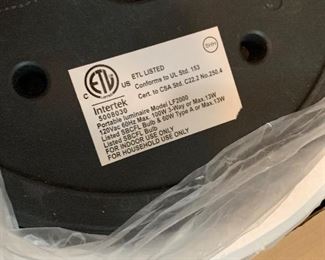 ETL LISTED
Conforms to UL Std. 153
Cert. to CSA Std. C22.2 No.250.4
C ETL US
Intertek
5008030
Portable luminaire Model LF2000
120Vac 60Hz Max. 100W 3-Way or Max.13W
Listed SBCFL Bulb & 60W Type A or Max.13W
Listed SBCFL Bulb
FOR INDOOR USE ONLY
FOR HOUSEHOLD USE ONLY